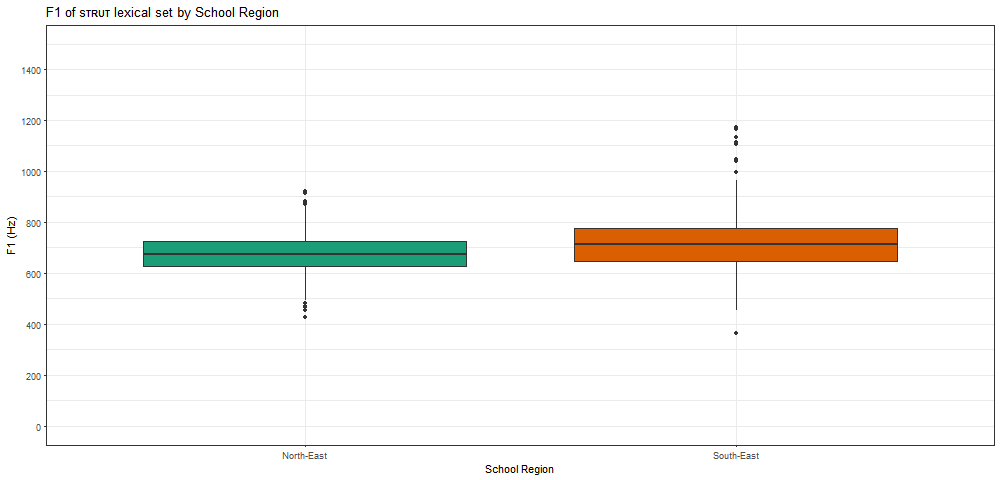 F1 of ꜱᴛʀᴜᴛ lexical set by School Region
F1 (Hz)
1400
1200
1000
800
600
400
200
0
North-East
South-East
School Region